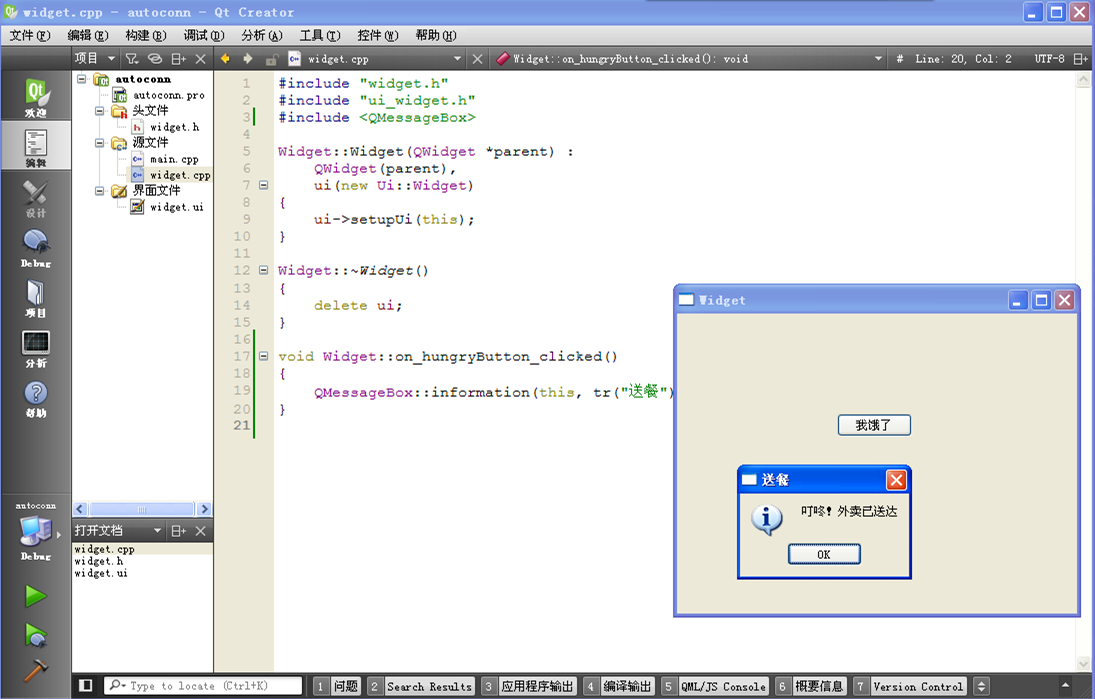 widget.cpp - autoconn - Qt Creator
文件(F) 编辑(E) 构建(B) 调试(D) 分析(A) 工具(T) 控件(W) 帮助(H)
项目 widget.cpp Widget::on_hungryButton_clicked(): void # Line: 20, Col: 2 UTF-8
Qt
欢迎
编辑
设计
Debug
项目
分析
帮助
autoconn
Debug
autoconn
autoconn.pro
头文件
widget.h
源文件
main.cpp
widget.cpp
界面文件
widget.ui
打开文档
widget.cpp
widget.h
widget.ui
1 #include "widget.h"
2 #include "ui_widget.h"
3 #include <QMessageBox>
4
5 Widget::Widget(QWidget *parent) :
6 QWidget(parent),
7 ui(new Ui::Widget)
8 {
9 ui->setupUi(this);
10 }
11
12 Widget::~Widget()
13 {
14 delete ui;
15 }
16
17 void Widget::on_hungryButton_clicked()
18 {
19 QMessageBox::information(this, tr("送餐")
20 }
21
Widget
我饿了
送餐
叮咚! 外卖已送达
OK
Type to locate (Ctrl+K) 1 问题 2 Search Results 3 应用程序输出 4 编译输出 5 QML/JS Console 6 概要信息 7 Version Control